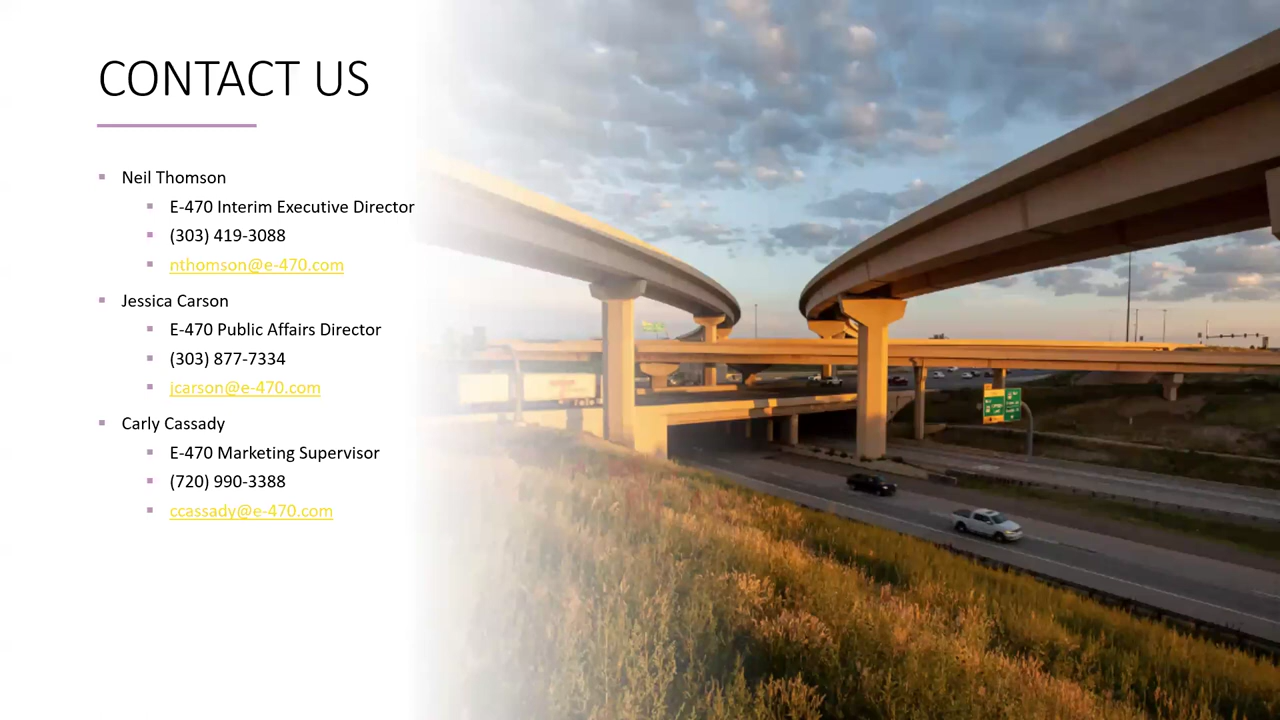 CONTACT US
Neil Thomson
E-470 Interim Executive Director
(303) 419-3088
nthomson@e-470.com
Jessica Carson
E-470 Public Affairs Director
(303) 877-7334
jcarson@e-470.com
Carly Cassady
E-470 Marketing Supervisor
(720) 990-3388
ccassady@e-470.com